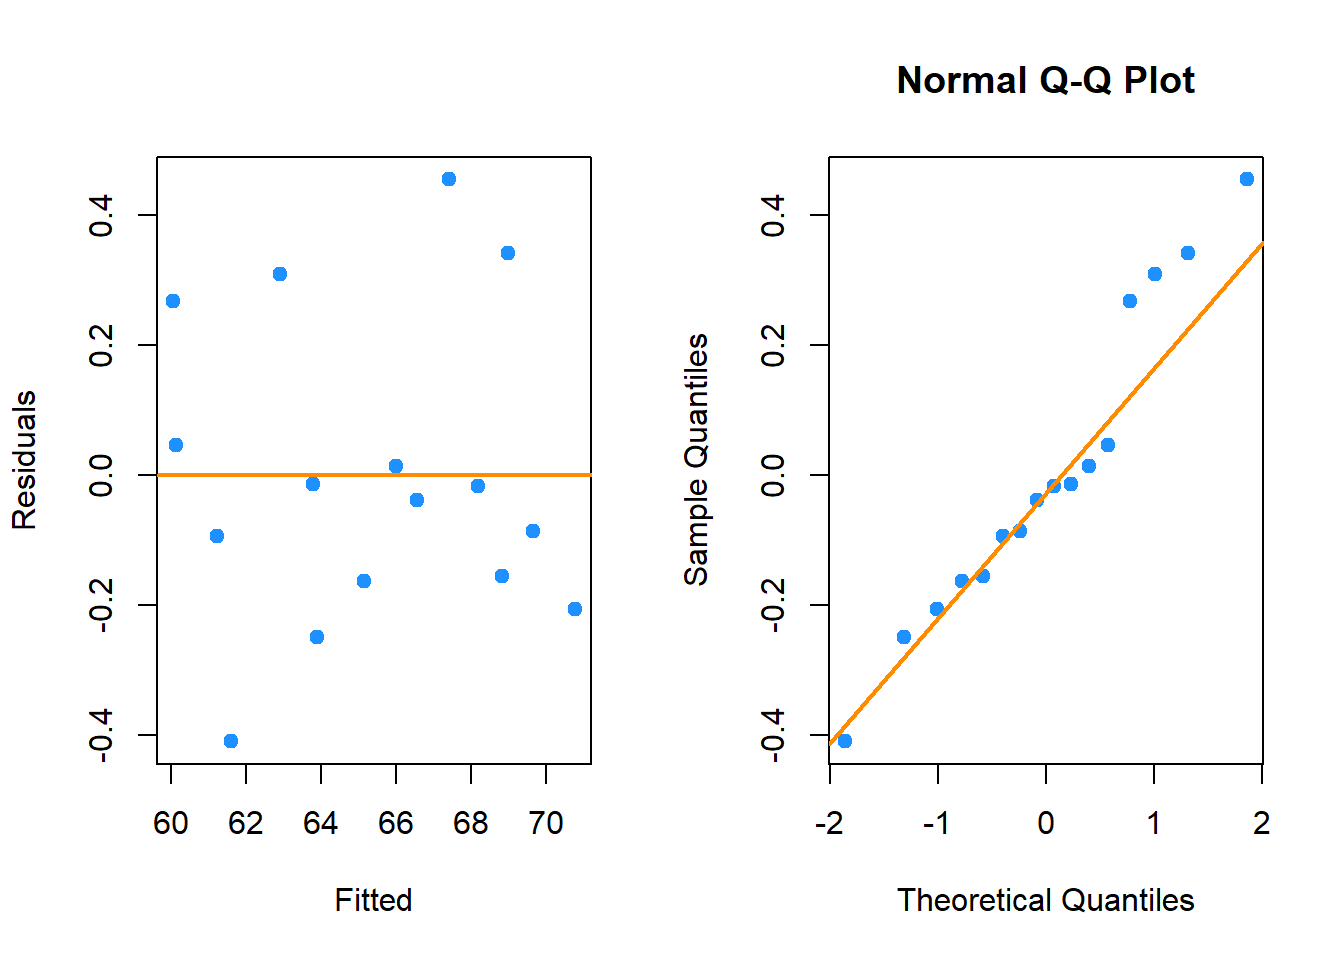 Residuals
0.4
0.2
0.0
-0.2
-0.4
60 62 64 66 68 70
Fitted
Normal Q-Q Plot
Sample Quantiles
0.4
0.2
0.0
-0.2
-0.4
-2 -1 0 1 2
Theoretical Quantiles